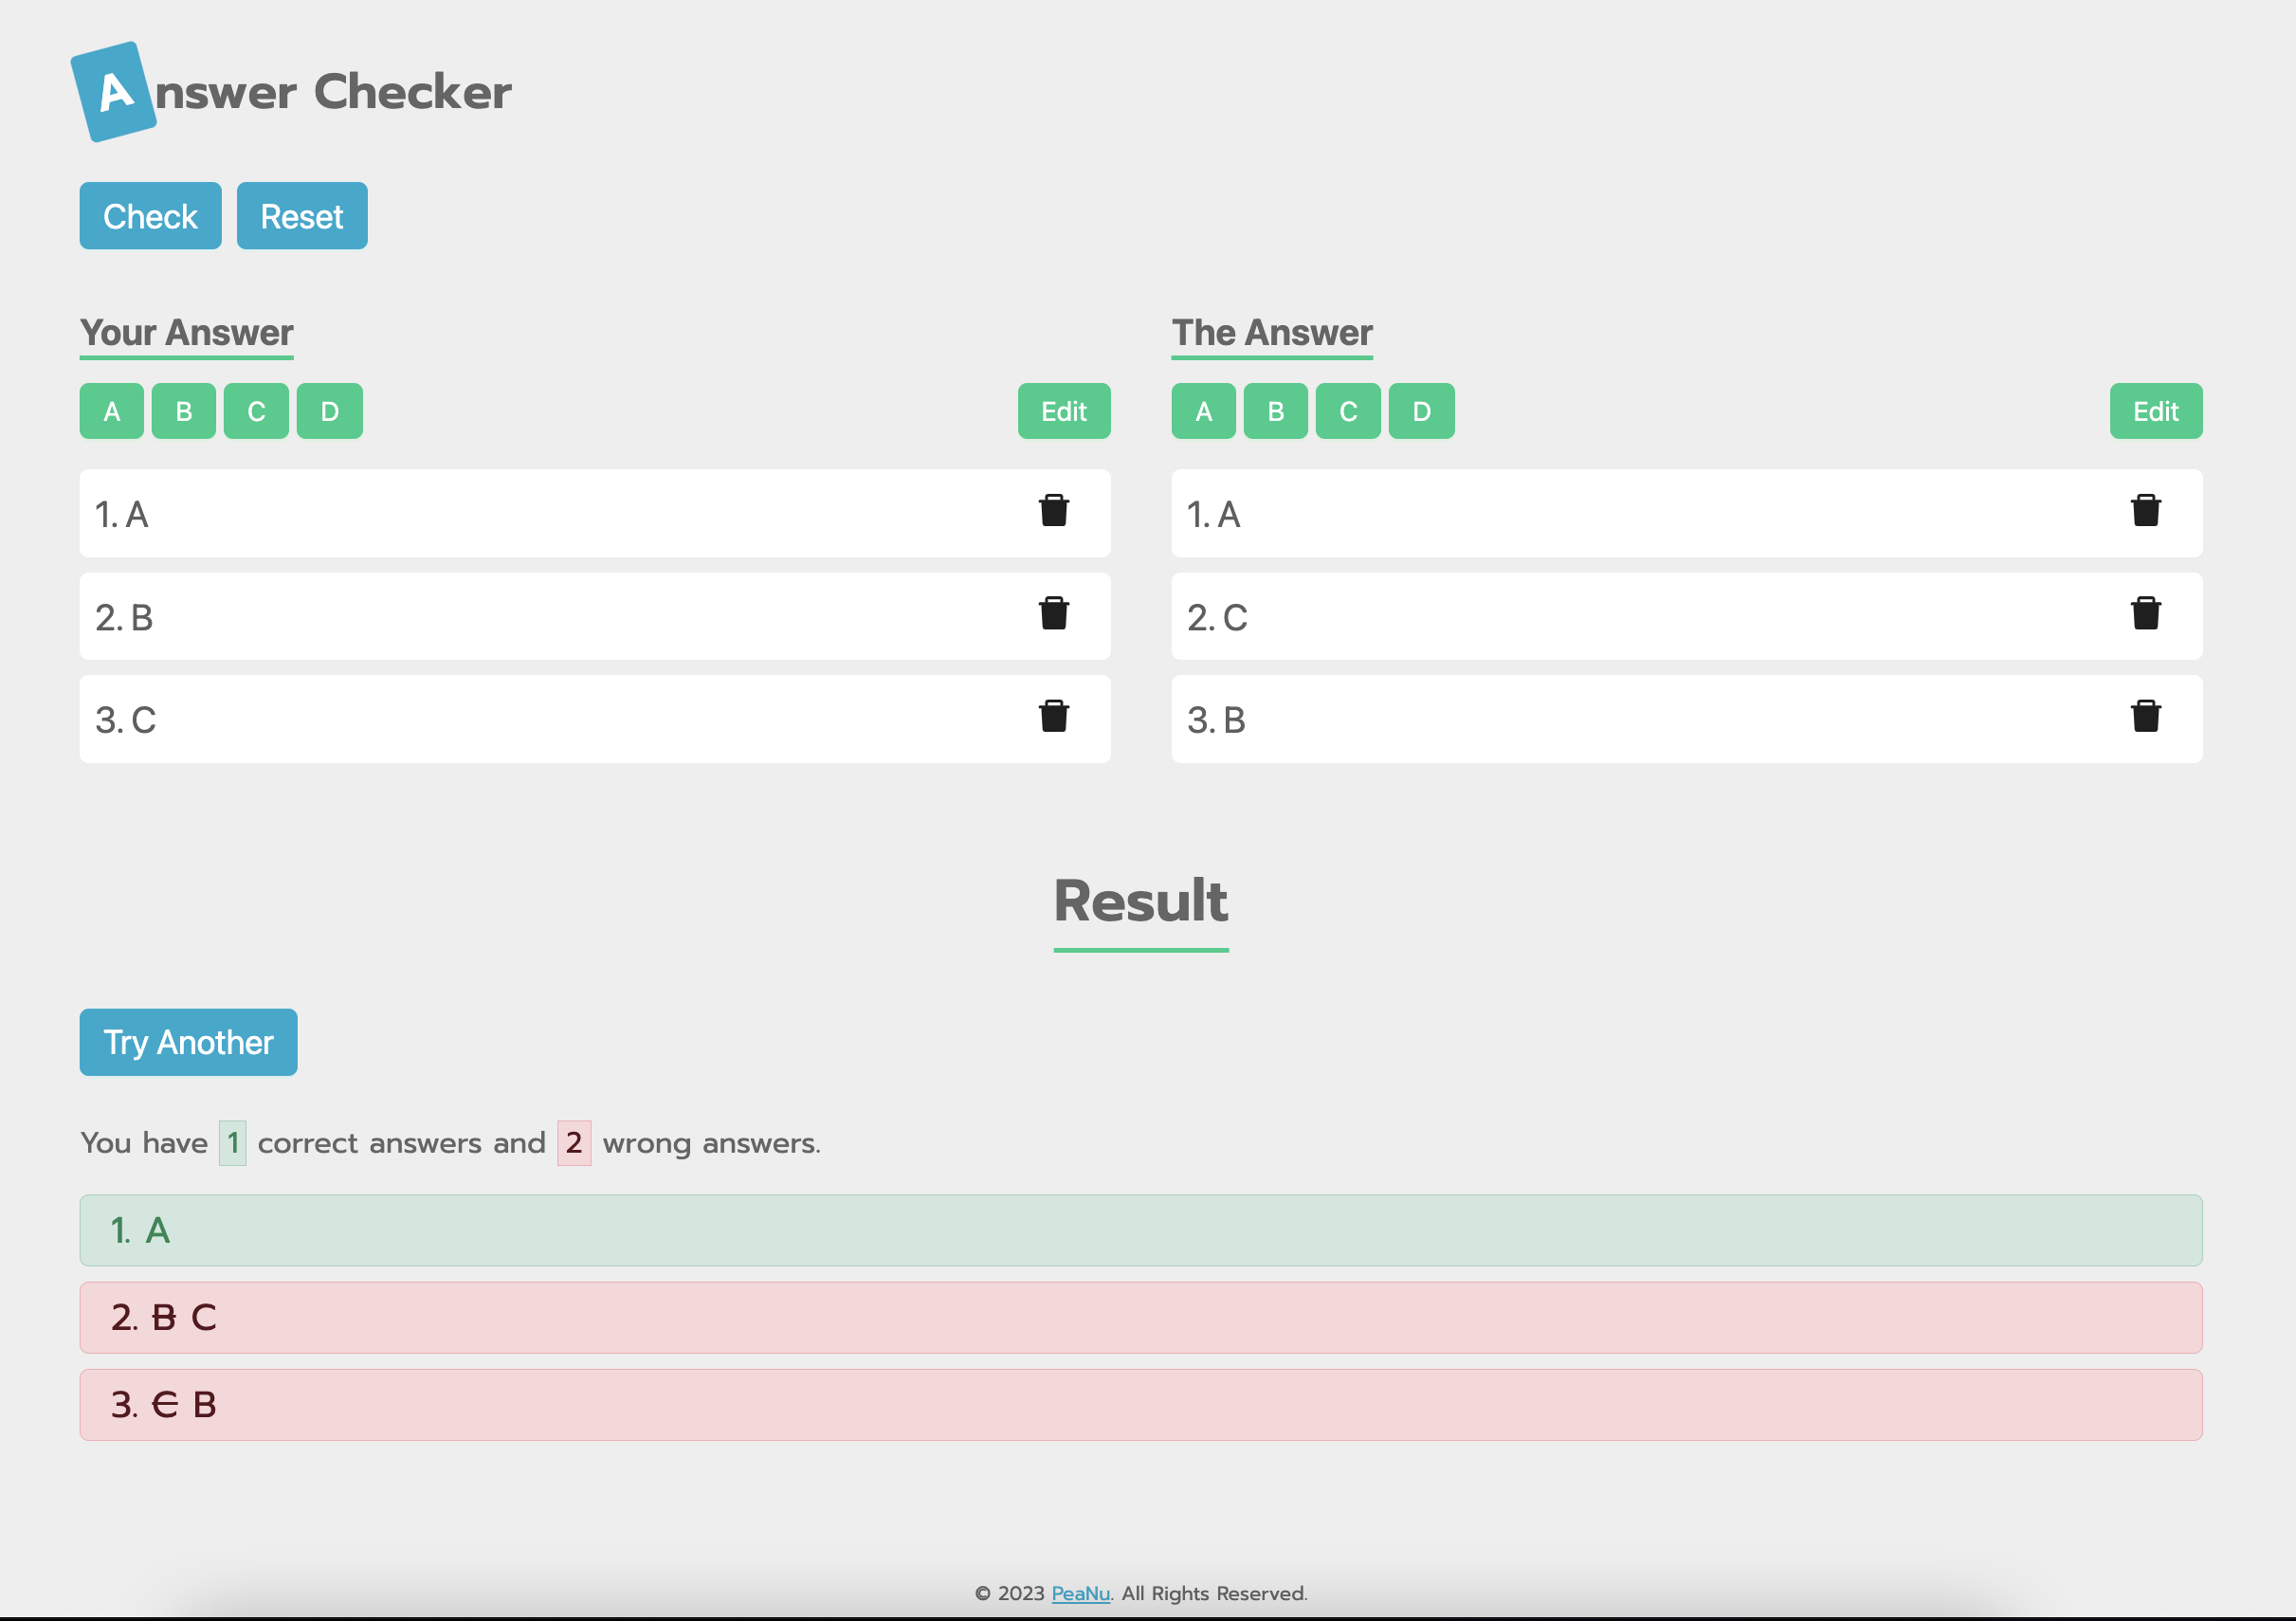 Answer Checker
Check Reset
Your Answer
A B C D Edit
1. A
2. B
3. C
The Answer
A B C D Edit
1. A
2. C
3. B
Result
Try Another
You have 1 correct answers and 2 wrong answers.
1. A
2. B C
3. C B
© 2023 PeaNu. All Rights Reserved.